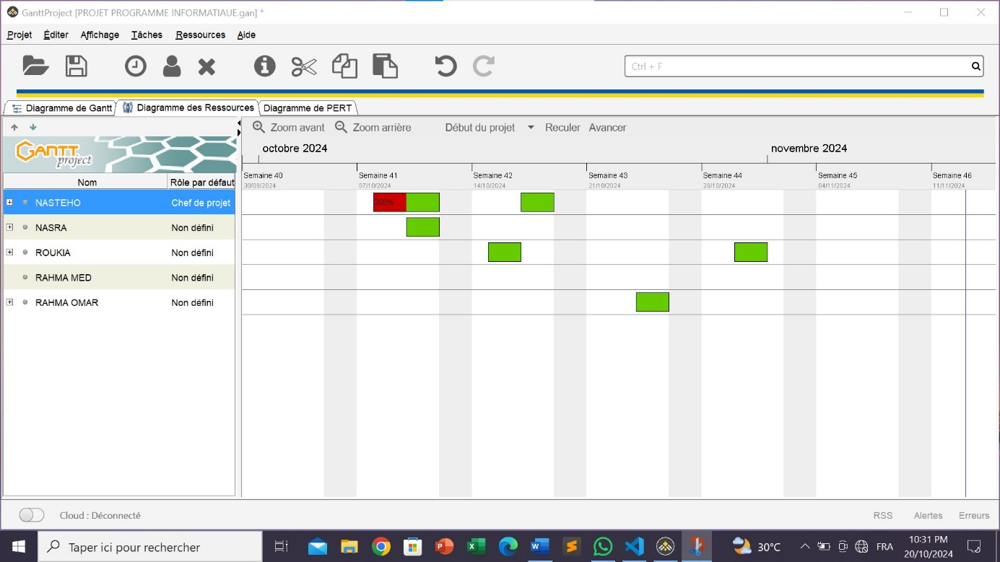 GanttProject [PROJET PROGRAMME INFORMATIAUE.gan] *
Projet Éditer Affichage Tâches Ressources Aide
Ctrl + F
Diagramme de Gantt Diagramme des Ressources Diagramme de PERT
Zoom avant Zoom arrière Début du projet Reculer Avancer
GANTT project
octobre 2024 novembre 2024
Nom Rôle par défaut
Semaine 40 Semaine 41 Semaine 42 Semaine 43 Semaine 44 Semaine 45 Semaine 46
30/09/2024 07/10/2024 14/10/2024 21/10/2024 28/10/2024 04/11/2024 11/11/2024
NASTEHO Chef de projet 200%
NASRA Non défini
ROUKIA Non défini
RAHMA MED Non défini
RAHMA OMAR Non défini
Cloud : Déconnecté RSS Alertes Erreurs
Taper ici pour rechercher 30°C FRA 10:31 PM
20/10/2024